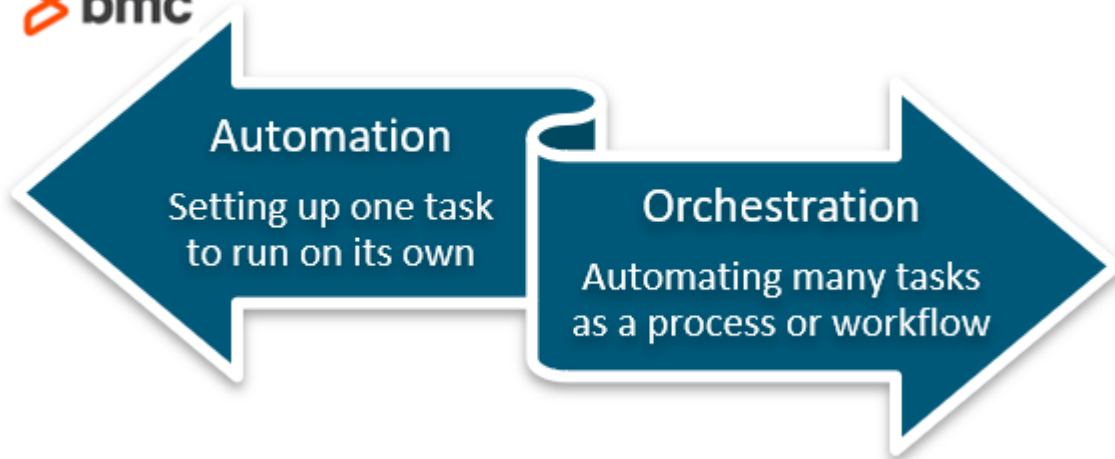 bmc
Automation
Setting up one task
to run on its own
Orchestration
Automating many tasks
as a process or workflow